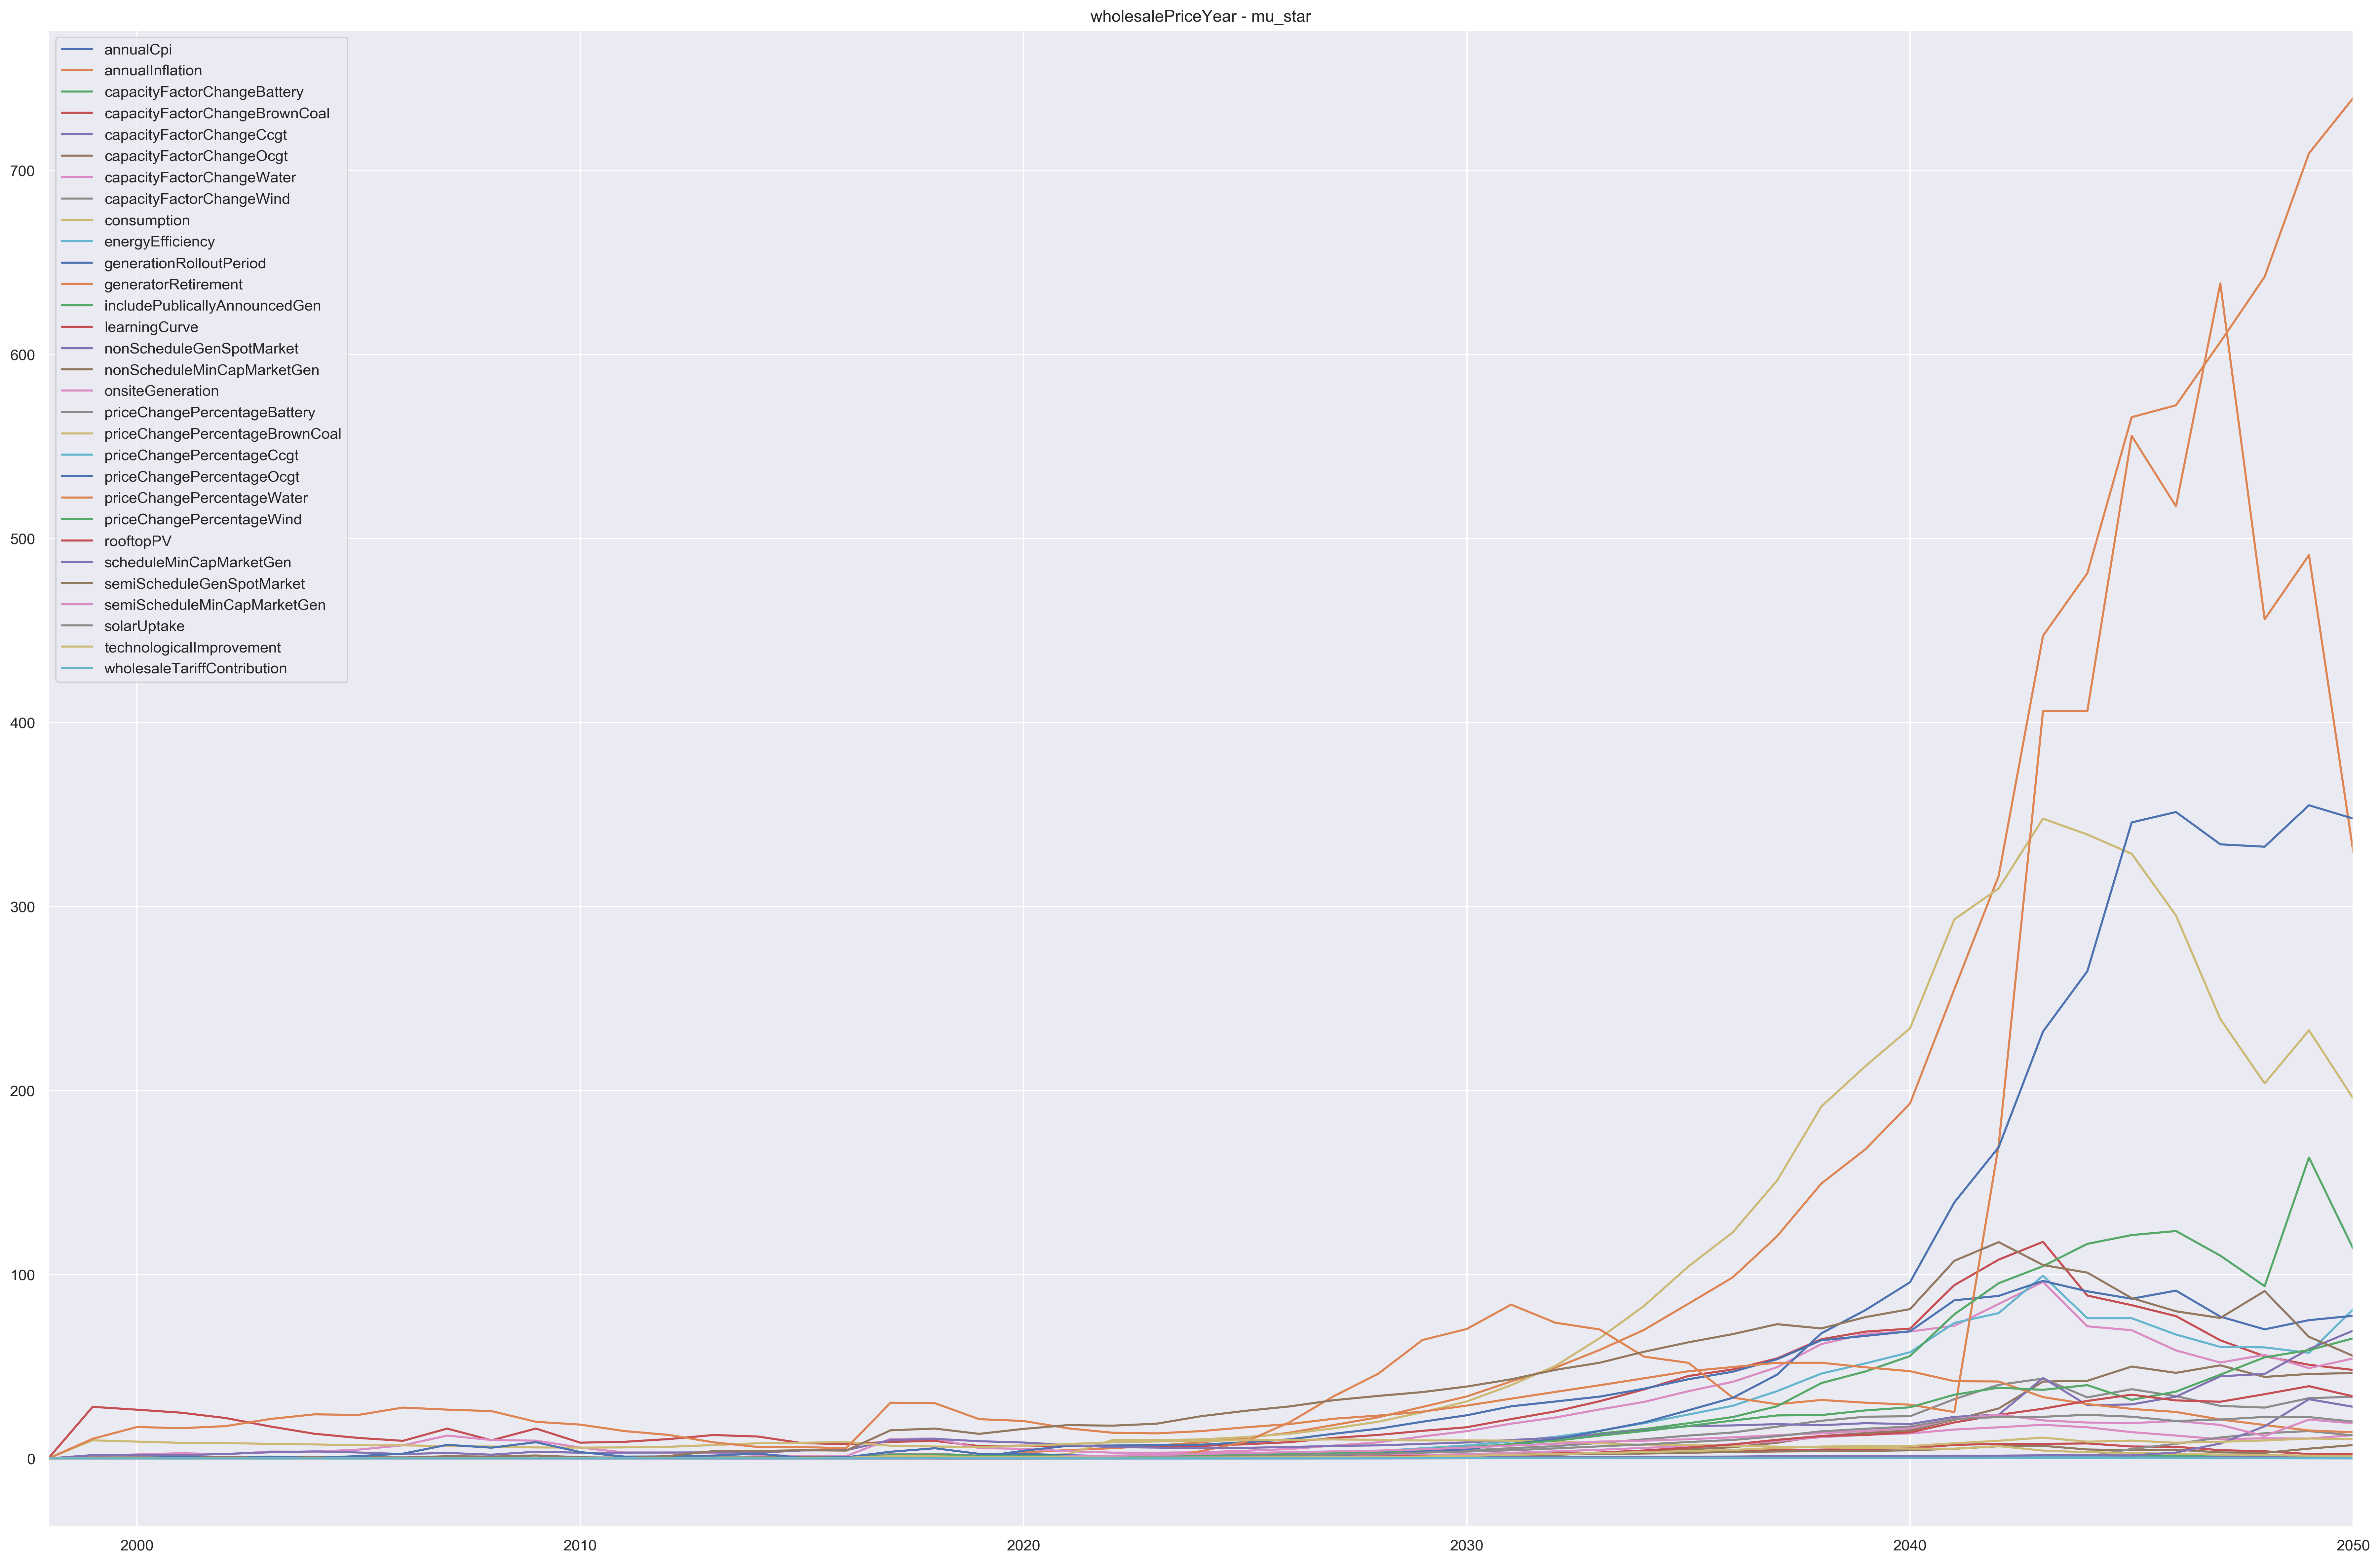 wholesalePriceYear - mu_star
annualCpi
annualInflation
capacityFactorChangeBattery
capacityFactorChangeBrownCoal
capacityFactorChangeCcgt
capacityFactorChangeOcgt
capacityFactorChangeWater
capacityFactorChangeWind
consumption
energyEfficiency
generationRolloutPeriod
generatorRetirement
includePublicallyAnnouncedGen
learningCurve
nonScheduleGenSpotMarket
nonScheduleMinCapMarketGen
onsiteGeneration
priceChangePercentageBattery
priceChangePercentageBrownCoal
priceChangePercentageCcgt
priceChangePercentageOcgt
priceChangePercentageWater
priceChangePercentageWind
rooftopPV
scheduleMinCapMarketGen
semiScheduleGenSpotMarket
semiScheduleMinCapMarketGen
solarUptake
technologicalImprovement
wholesaleTariffContribution
700
600
500
400
300
200
100
0
2000 2010 2020 2030 2040 2050